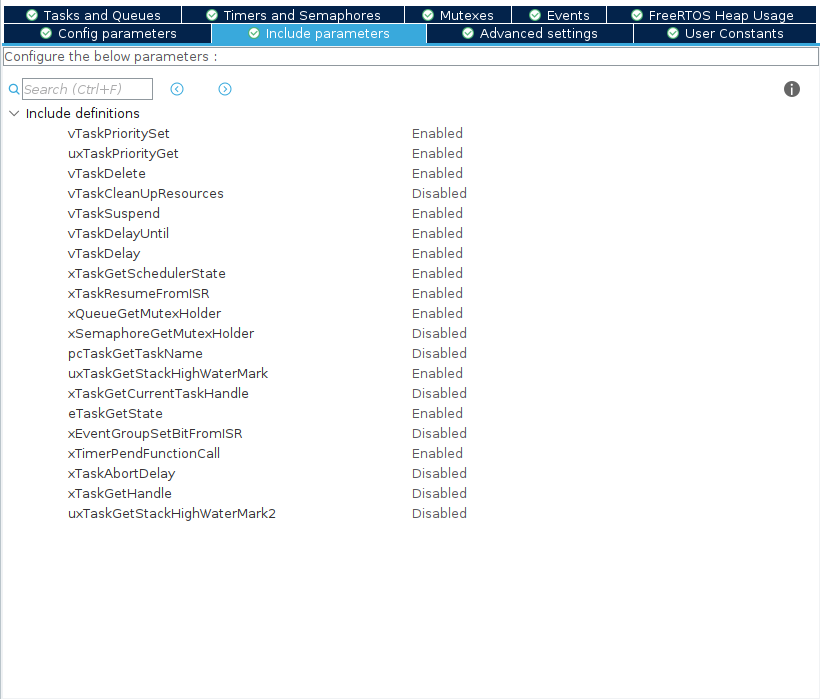 Tasks and Queues Timers and Semaphores Mutexes Events FreeRTOS Heap Usage
Config parameters Include parameters Advanced settings User Constants
Configure the below parameters :
Search (Ctrl+F)
Include definitions
vTaskPrioritySet Enabled
uxTaskPriorityGet Enabled
vTaskDelete Enabled
vTaskCleanUpResources Disabled
vTaskSuspend Enabled
vTaskDelayUntil Enabled
vTaskDelay Enabled
xTaskGetSchedulerState Enabled
xTaskResumeFromISR Enabled
xQueueGetMutexHolder Enabled
xSemaphoreGetMutexHolder Disabled
pcTaskGetTaskName Disabled
uxTaskGetStackHighWaterMark Enabled
xTaskGetCurrentTaskHandle Disabled
eTaskGetState Enabled
xEventGroupSetBitFromISR Disabled
xTimerPendFunctionCall Enabled
xTaskAbortDelay Disabled
xTaskGetHandle Disabled
uxTaskGetStackHighWaterMark2 Disabled